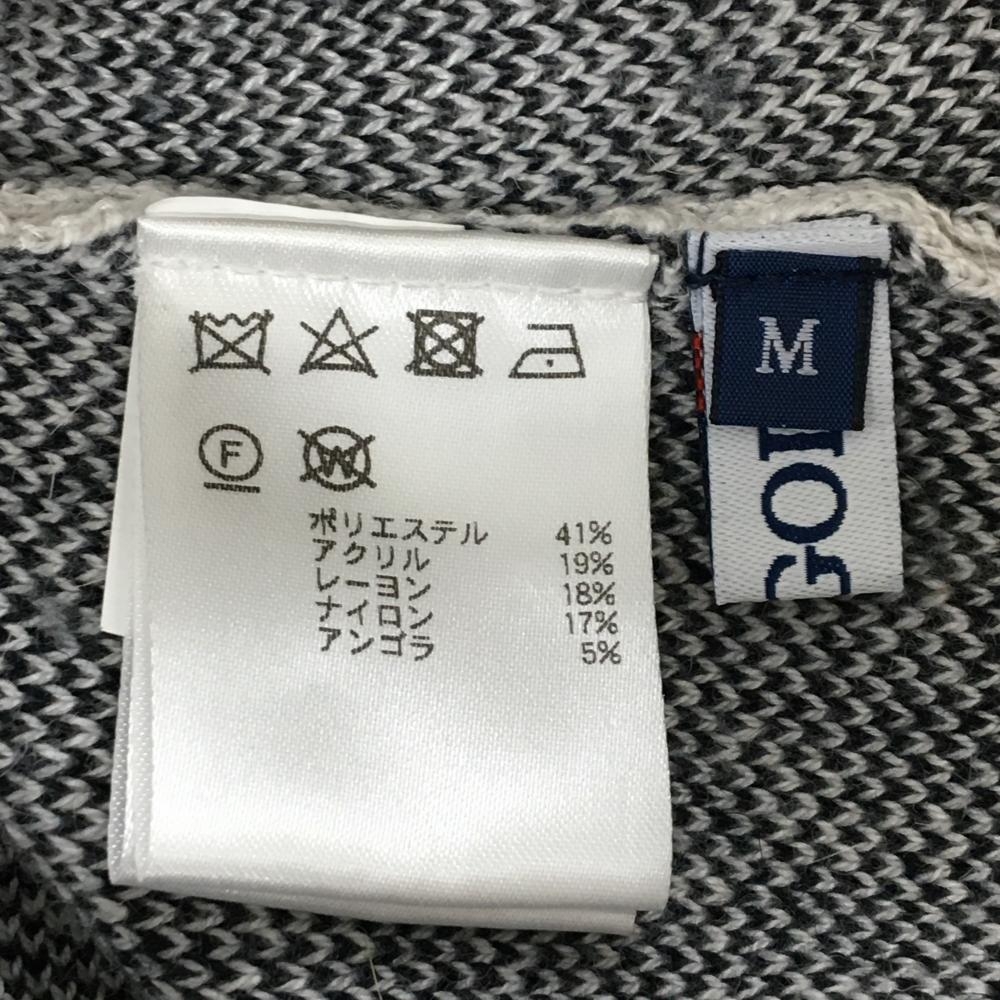 F W
ポリエステル 41%
アクリル 19%
レーヨン 18%
ナイロン 17%
アンゴラ 5%
M
GOL